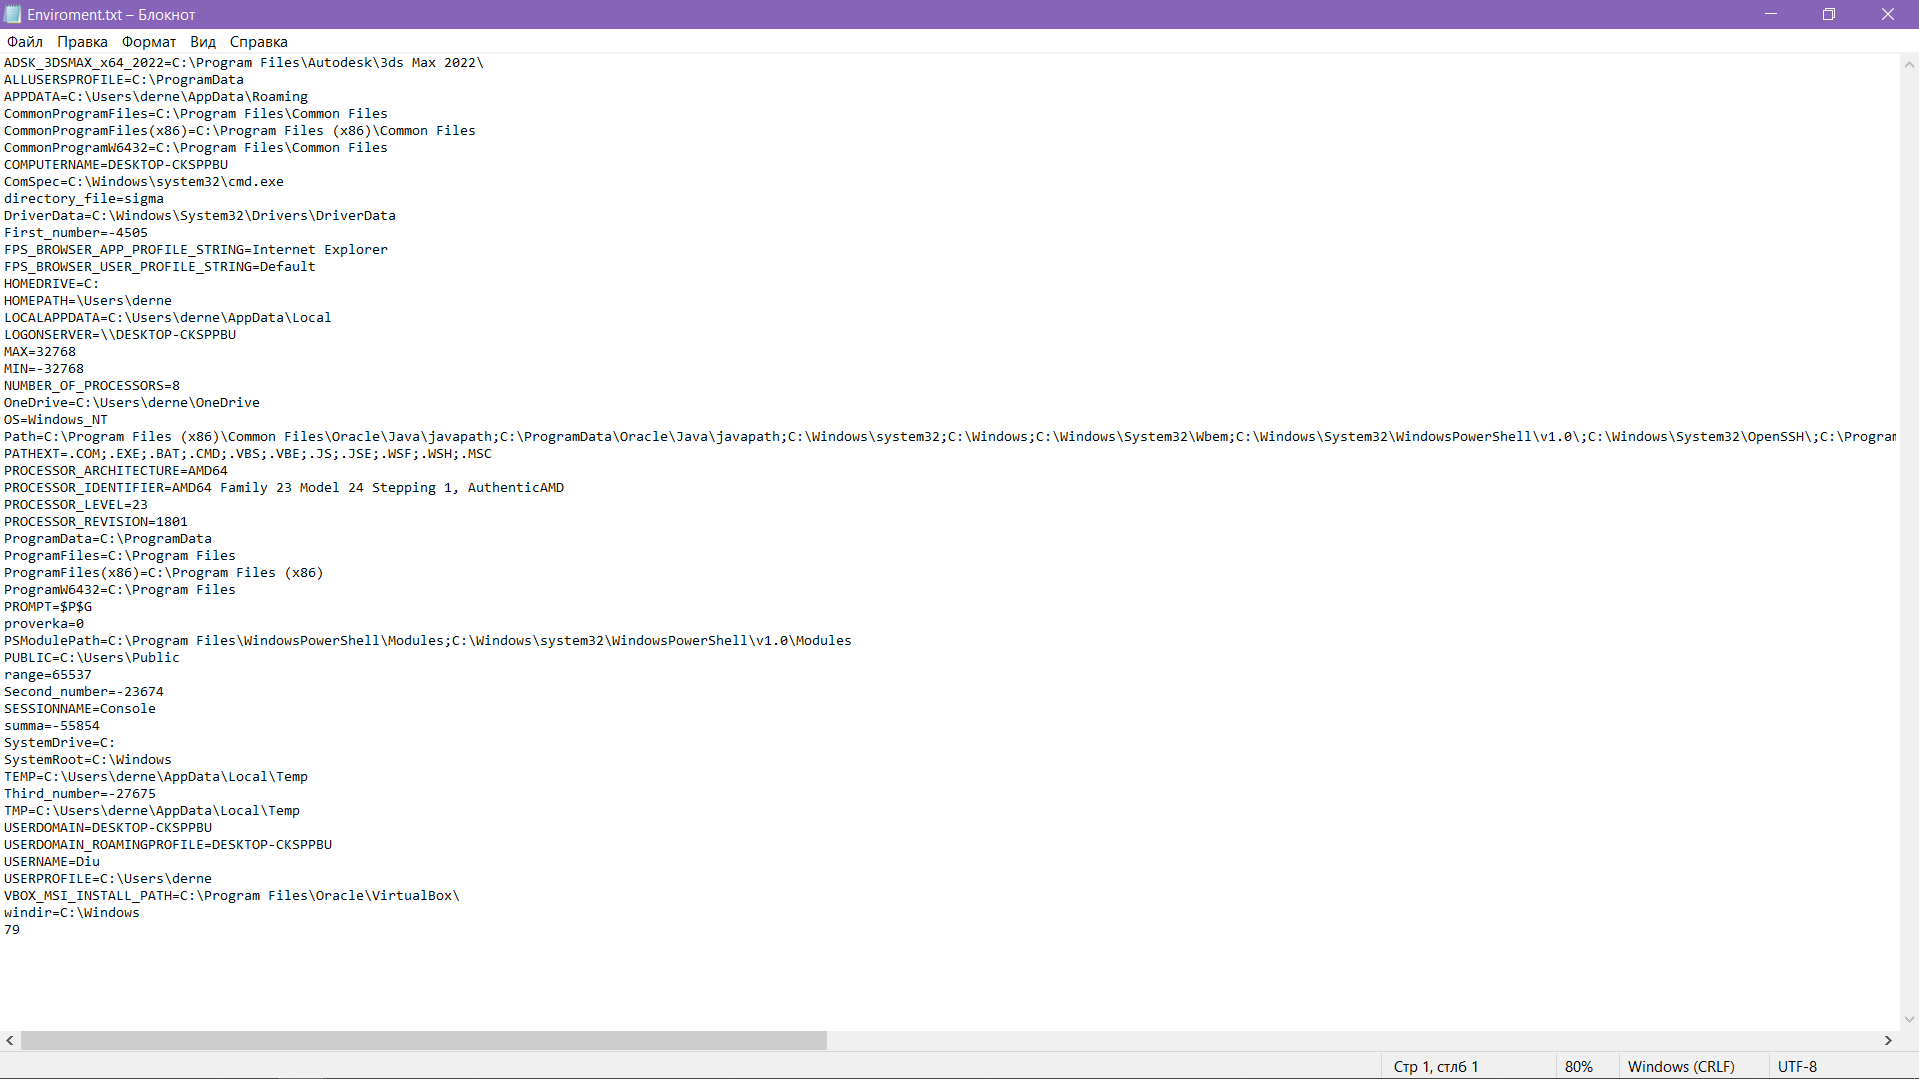 Enviroment.txt – Блокнот
Файл Правка Формат Вид Справка
ADSK_3DSMAX_x64_2022=C:\Program Files\Autodesk\3ds Max 2022\
ALLUSERSPROFILE=C:\ProgramData
APPDATA=C:\Users\derne\AppData\Roaming
CommonProgramFiles=C:\Program Files\Common Files
CommonProgramFiles(x86)=C:\Program Files (x86)\Common Files
CommonProgramW6432=C:\Program Files\Common Files
COMPUTERNAME=DESKTOP-CKSPPBU
ComSpec=C:\Windows\system32\cmd.exe
directory_file=sigma
DriverData=C:\Windows\System32\Drivers\DriverData
First_number=-4505
FPS_BROWSER_APP_PROFILE_STRING=Internet Explorer
FPS_BROWSER_USER_PROFILE_STRING=Default
HOMEDRIVE=C:
HOMEPATH=\Users\derne
LOCALAPPDATA=C:\Users\derne\AppData\Local
LOGONSERVER=\\DESKTOP-CKSPPBU
MAX=32768
MIN=-32768
NUMBER_OF_PROCESSORS=8
OneDrive=C:\Users\derne\OneDrive
OS=Windows_NT
Path=C:\Program Files (x86)\Common Files\Oracle\Java\javapath;C:\ProgramData\Oracle\Java\javapath;C:\Windows\system32;C:\Windows;C:\Windows\System32\Wbem;C:\Windows\System32\WindowsPowerShell\v1.0\;C:\Windows\System32\OpenSSH\;C:\Program
PATHEXT=.COM;.EXE;.BAT;.CMD;.VBS;.VBE;.JS;.JSE;.WSF;.WSH;.MSC
PROCESSOR_ARCHITECTURE=AMD64
PROCESSOR_IDENTIFIER=AMD64 Family 23 Model 24 Stepping 1, AuthenticAMD
PROCESSOR_LEVEL=23
PROCESSOR_REVISION=1801
ProgramData=C:\ProgramData
ProgramFiles=C:\Program Files
ProgramFiles(x86)=C:\Program Files (x86)
ProgramW6432=C:\Program Files
PROMPT=$P$G
proverka=0
PSModulePath=C:\Program Files\WindowsPowerShell\Modules;C:\Windows\system32\WindowsPowerShell\v1.0\Modules
PUBLIC=C:\Users\Public
range=65537
Second_number=-23674
SESSIONNAME=Console
summa=-55854
SystemDrive=C:
SystemRoot=C:\Windows
TEMP=C:\Users\derne\AppData\Local\Temp
Third_number=-27675
TMP=C:\Users\derne\AppData\Local\Temp
USERDOMAIN=DESKTOP-CKSPPBU
USERDOMAIN_ROAMINGPROFILE=DESKTOP-CKSPPBU
USERNAME=Diu
USERPROFILE=C:\Users\derne
VBOX_MSI_INSTALL_PATH=C:\Program Files\Oracle\VirtualBox\
windir=C:\Windows
79
Стр 1, стлб 1 80% Windows (CRLF) UTF-8